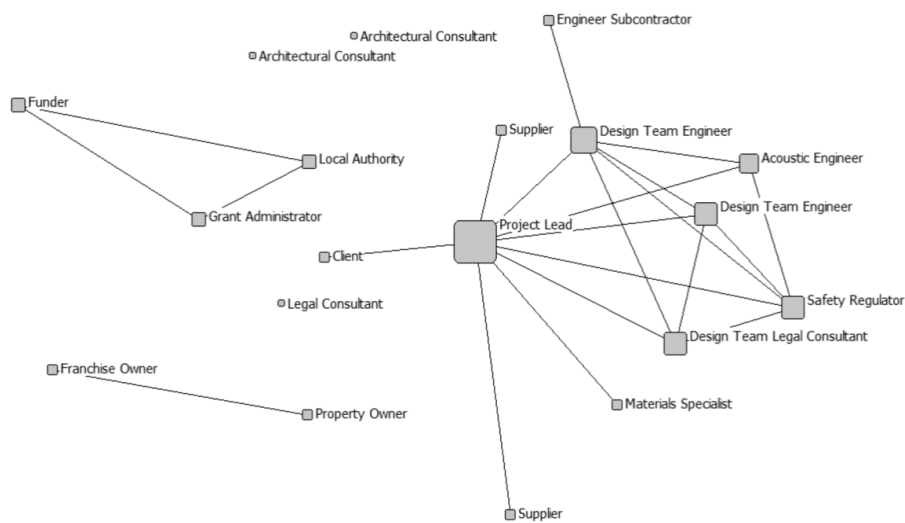 Engineer Subcontractor
Architectural Consultant
Architectural Consultant
Funder
Supplier
Design Team Engineer
Local Authority
Acoustic Engineer
Design Team Engineer
Grant Administrator
Project Lead
Client
Legal Consultant
Safety Regulator
Design Team Legal Consultant
Franchise Owner
Materials Specialist
Property Owner
Supplier